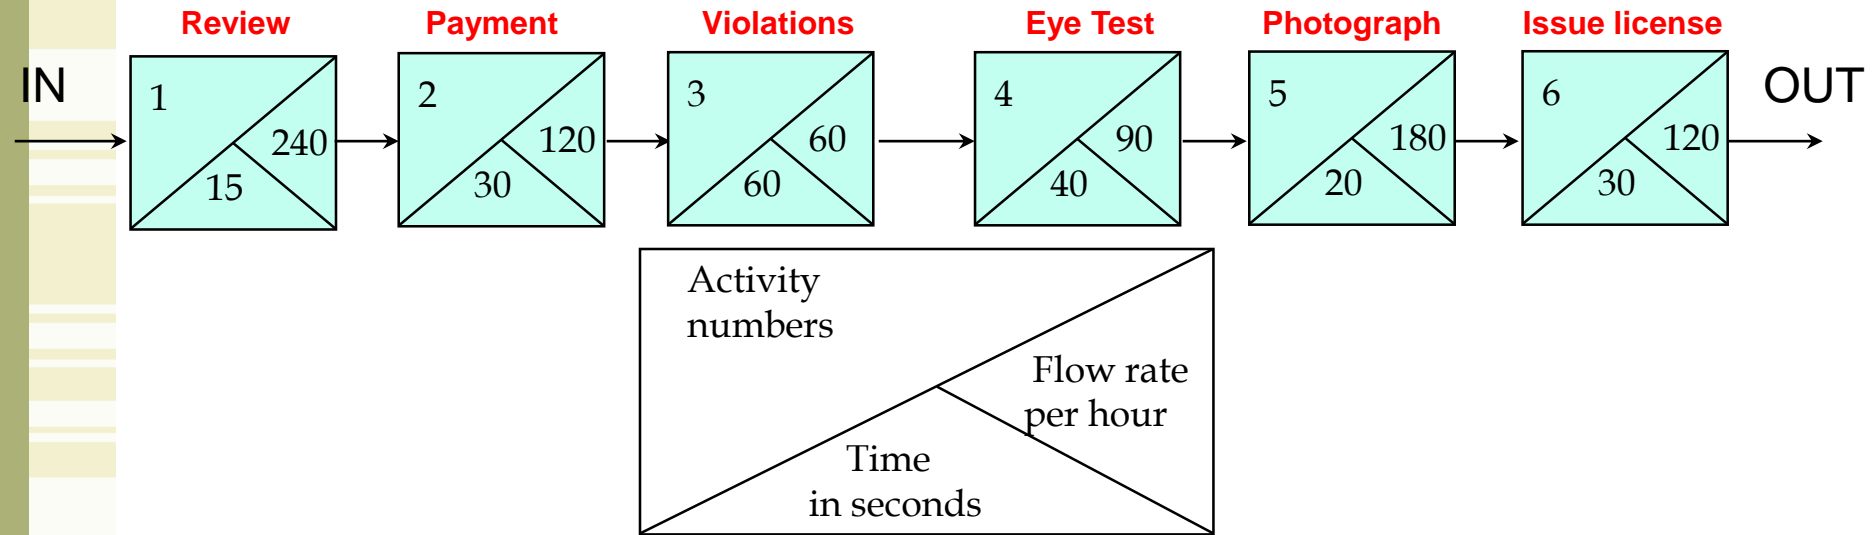 Review Payment Violations Eye Test Photograph Issue license
IN 1 2 3 4 5 6 OUT
240 120 60 90 180 120
15 30 60 40 20 30
Activity
numbers
Flow rate
per hour
Time
in seconds